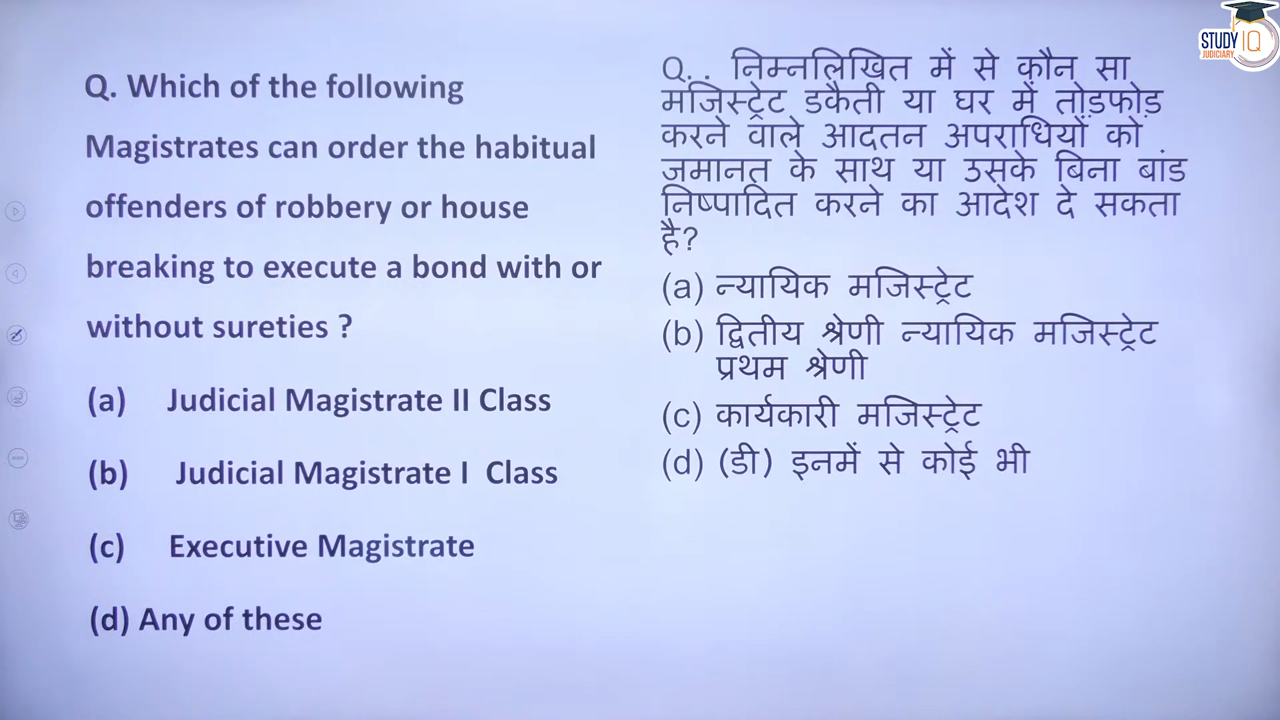 STUDY IQ
JUDICIARY
Q. Which of the following
Magistrates can order the habitual
offenders of robbery or house
breaking to execute a bond with or
without sureties ?
(a) Judicial Magistrate II Class
(b) Judicial Magistrate I Class
(c) Executive Magistrate
(d) Any of these
Q. . निम्नलिखित में से कौन सा
मजिस्ट्रेट डकैती या घर में तोड़फोड़
करने वाले आदतन अपराधियों को
जमानत के साथ या उसके बिना बांड
निष्पादित करने का आदेश दे सकता
है?
(a) न्यायिक मजिस्ट्रेट
(b) द्वितीय श्रेणी न्यायिक मजिस्ट्रेट
प्रथम श्रेणी
(c) कार्यकारी मजिस्ट्रेट
(d) (डी) इनमें से कोई भी